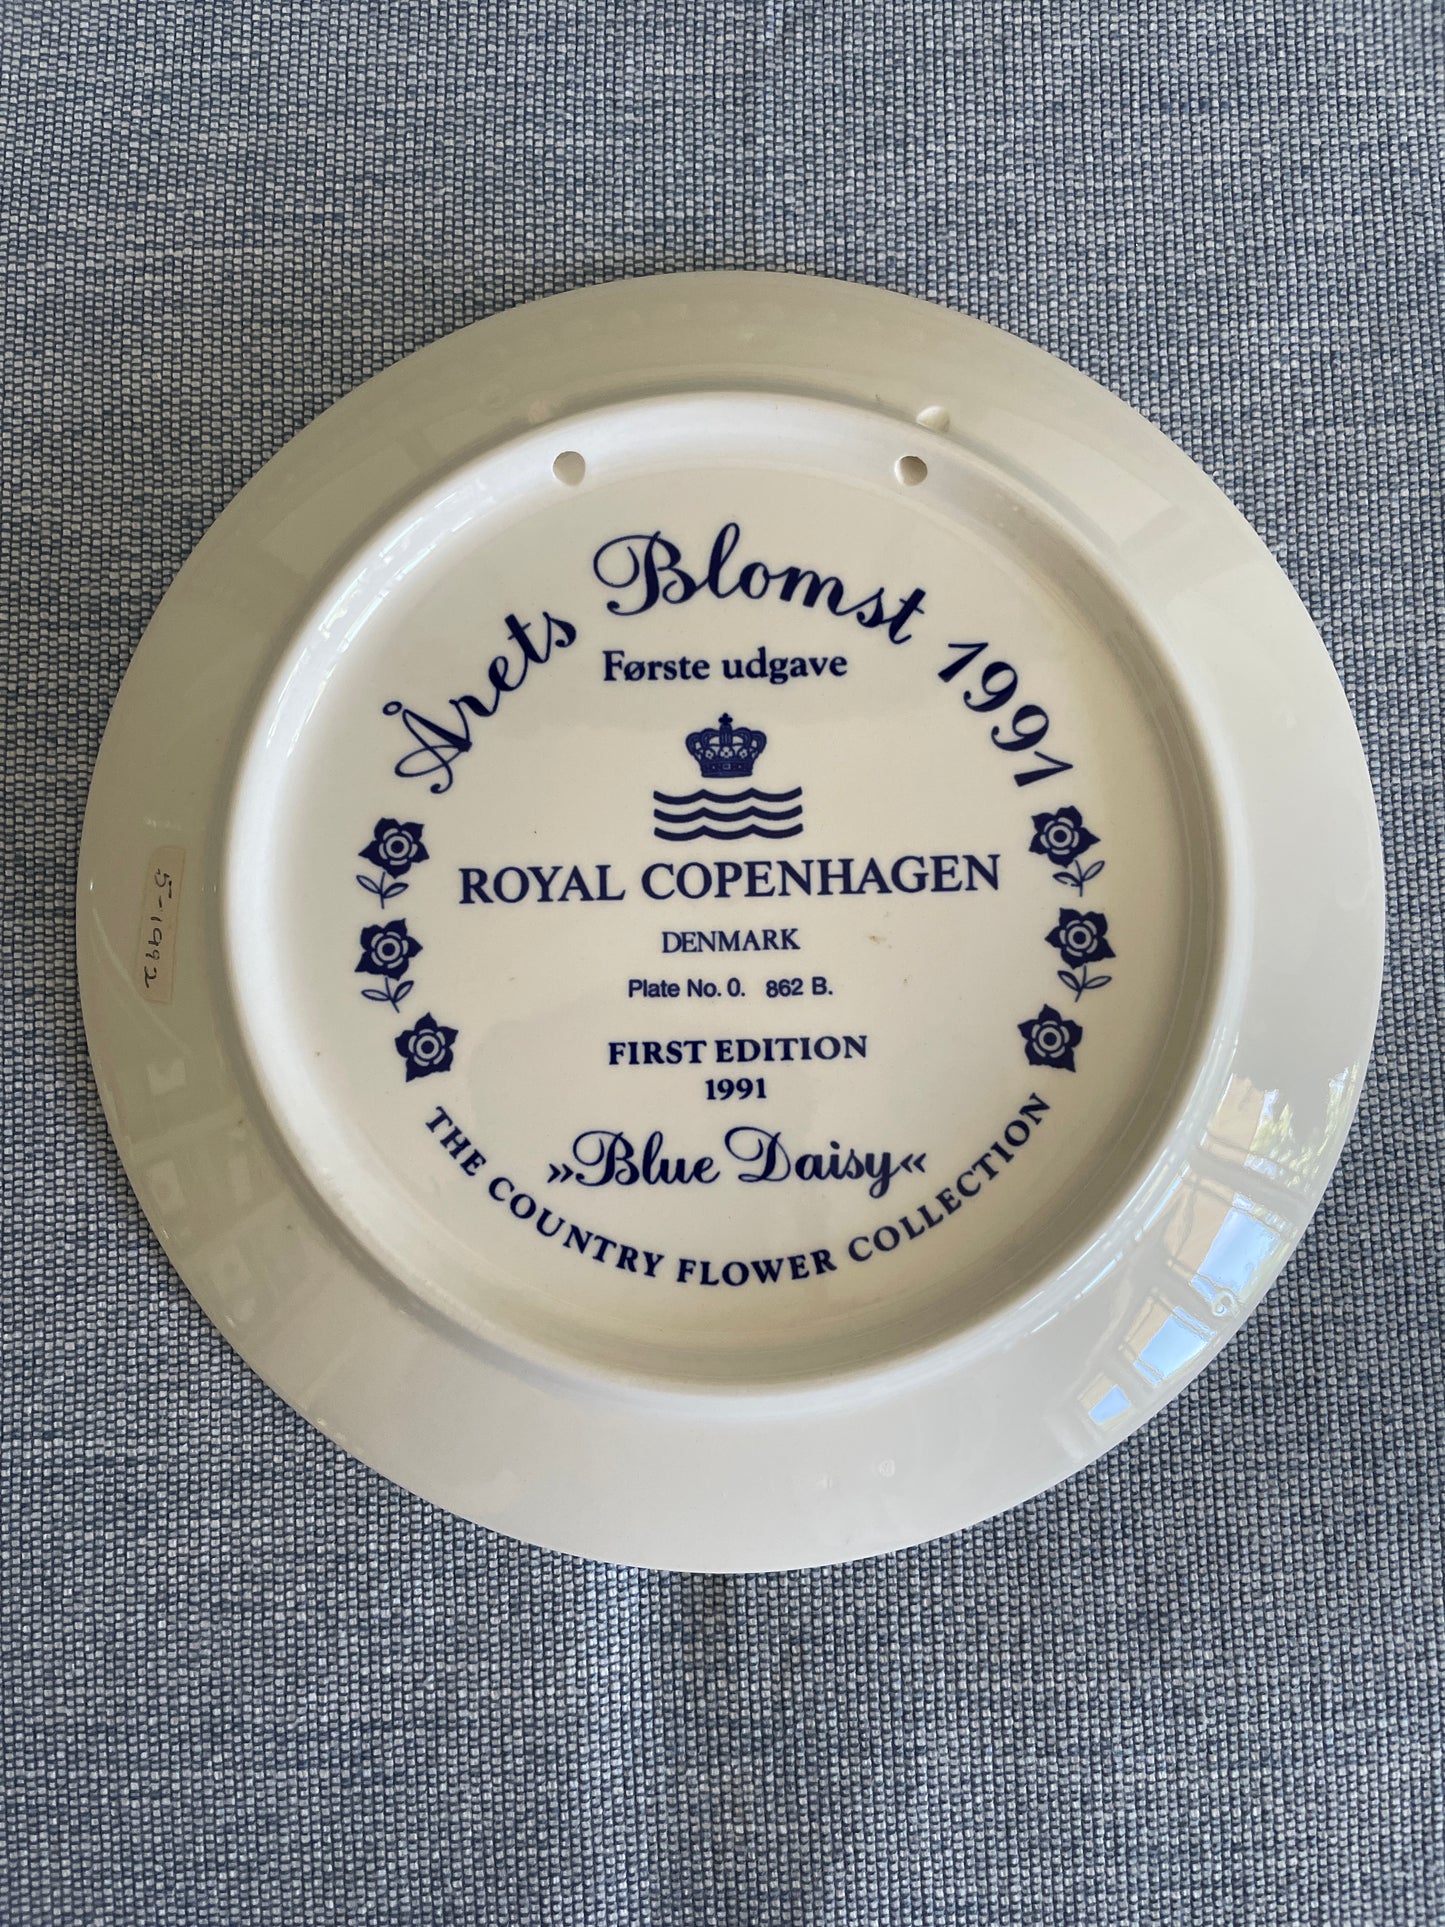 Årets Blomst 1991
Første udgave
ROYAL COPENHAGEN
DENMARK
Plate No. 0. 862 B.
FIRST EDITION
1991
»Blue Daisy«
THE COUNTRY FLOWER COLLECTION
5-1992